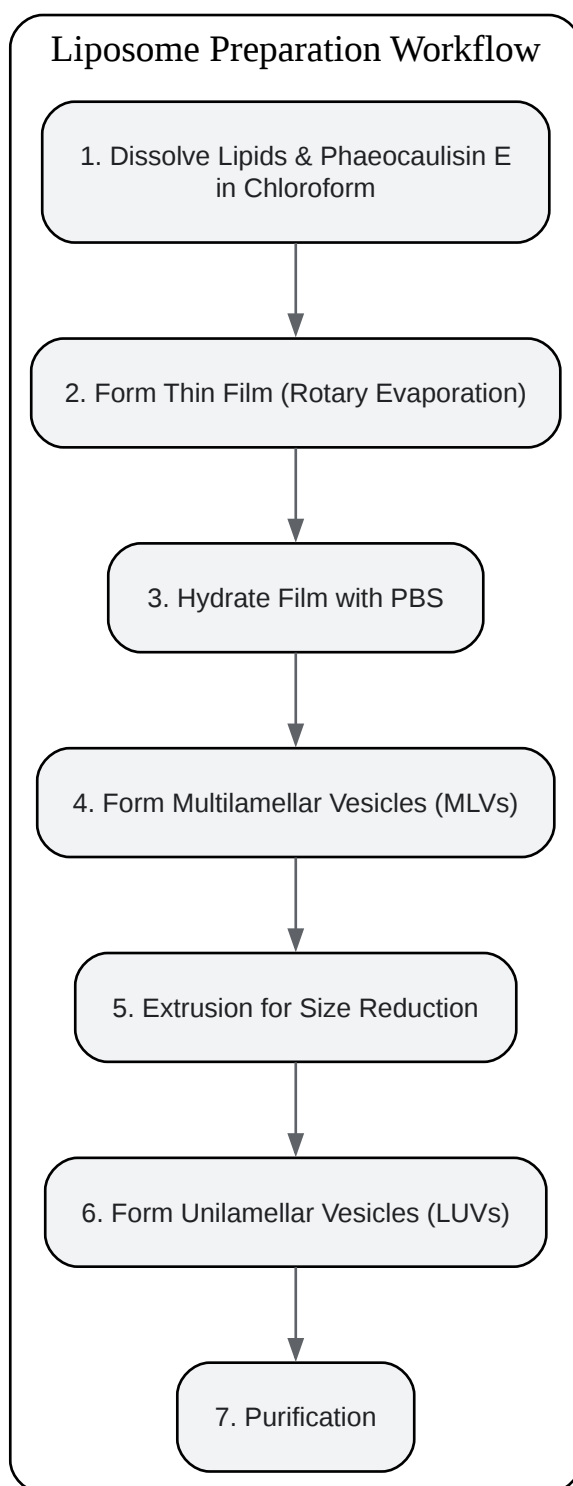 Liposome Preparation Workflow
1. Dissolve Lipids & Phaeocaulisin E
in Chloroform
2. Form Thin Film (Rotary Evaporation)
3. Hydrate Film with PBS
4. Form Multilamellar Vesicles (MLVs)
5. Extrusion for Size Reduction
6. Form Unilamellar Vesicles (LUVs)
7. Purification